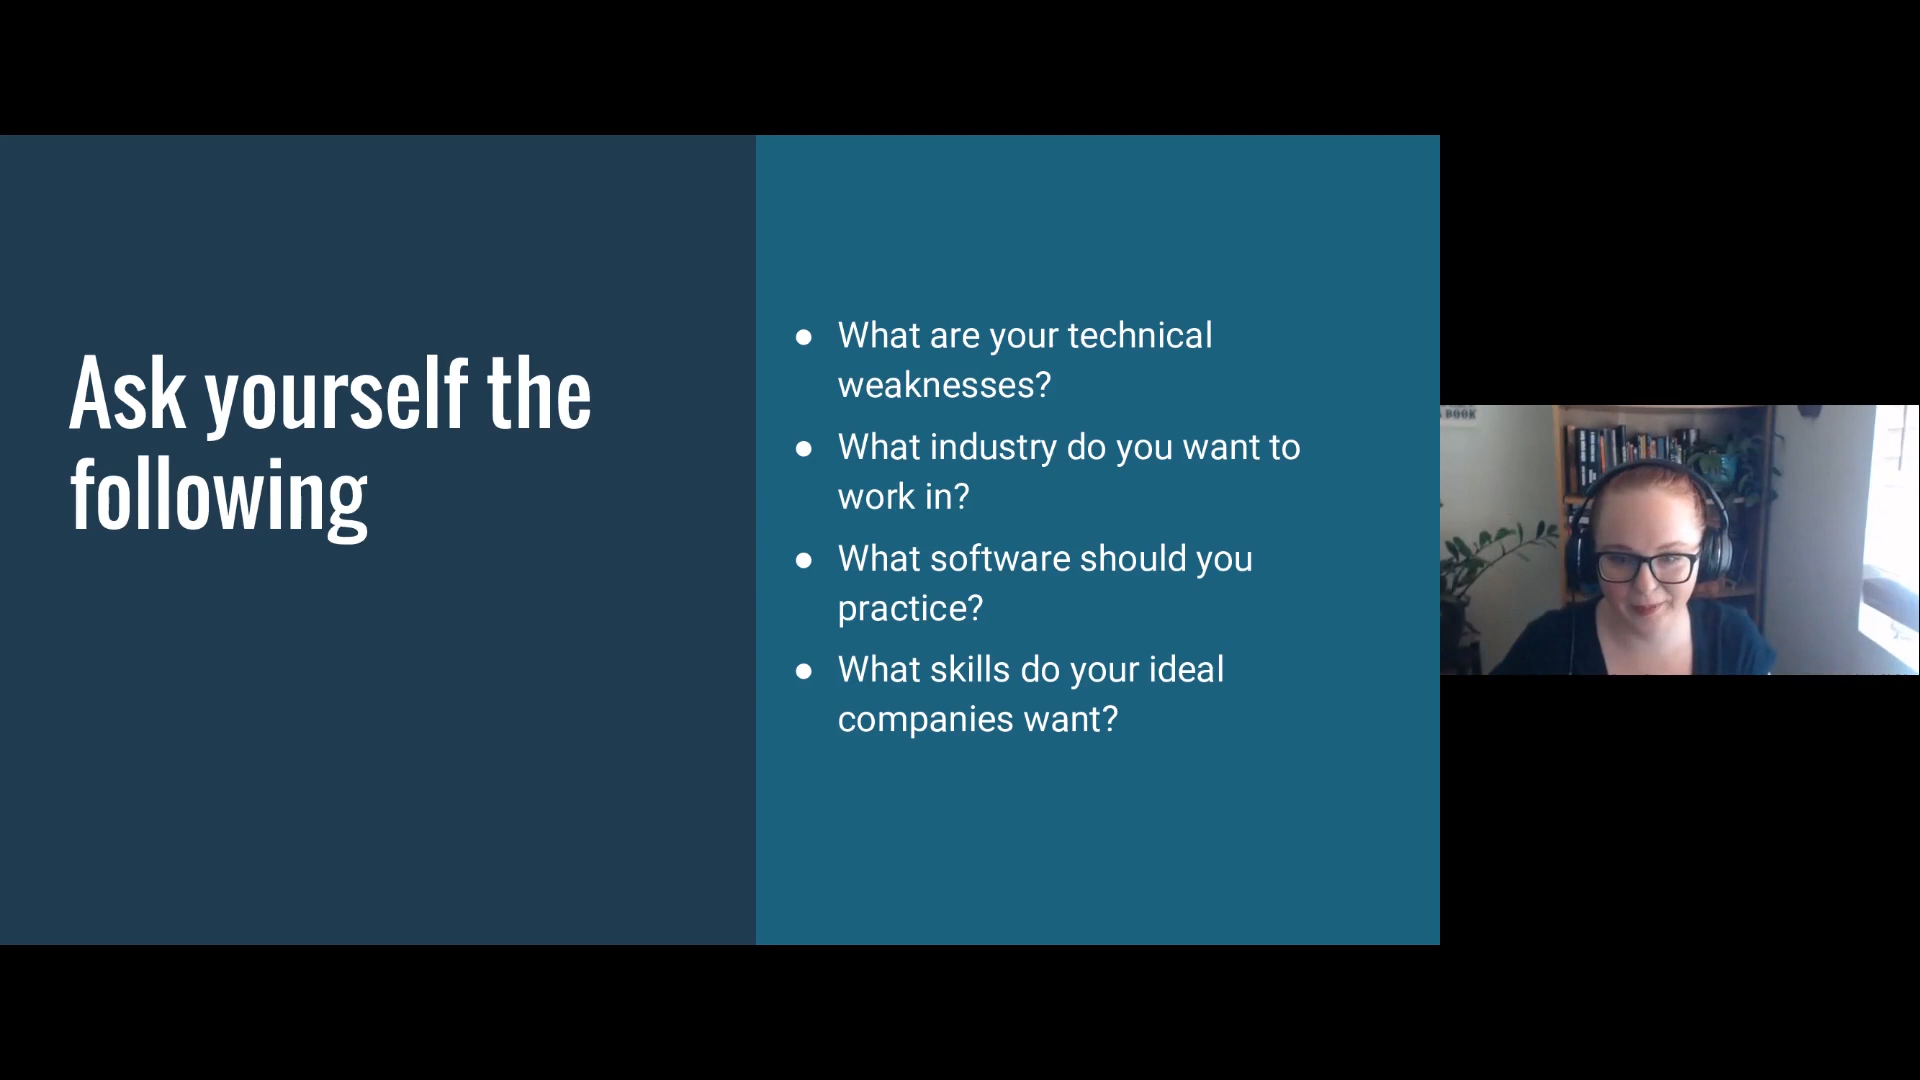 Ask yourself the
following
● What are your technical
weaknesses?
● What industry do you want to
work in?
● What software should you
practice?
● What skills do your ideal
companies want?
BOOK